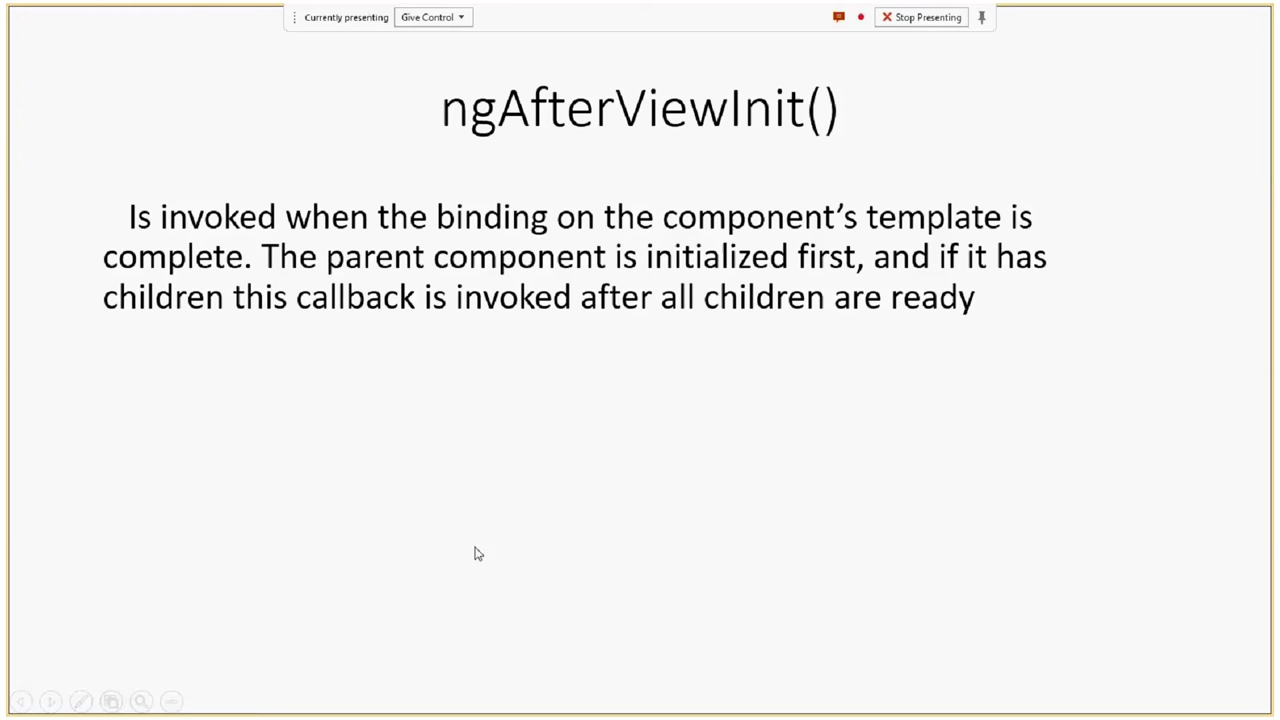 Currently presenting Give Control Stop Presenting
ngAfterViewInit()
Is invoked when the binding on the component’s template is
complete. The parent component is initialized first, and if it has
children this callback is invoked after all children are ready